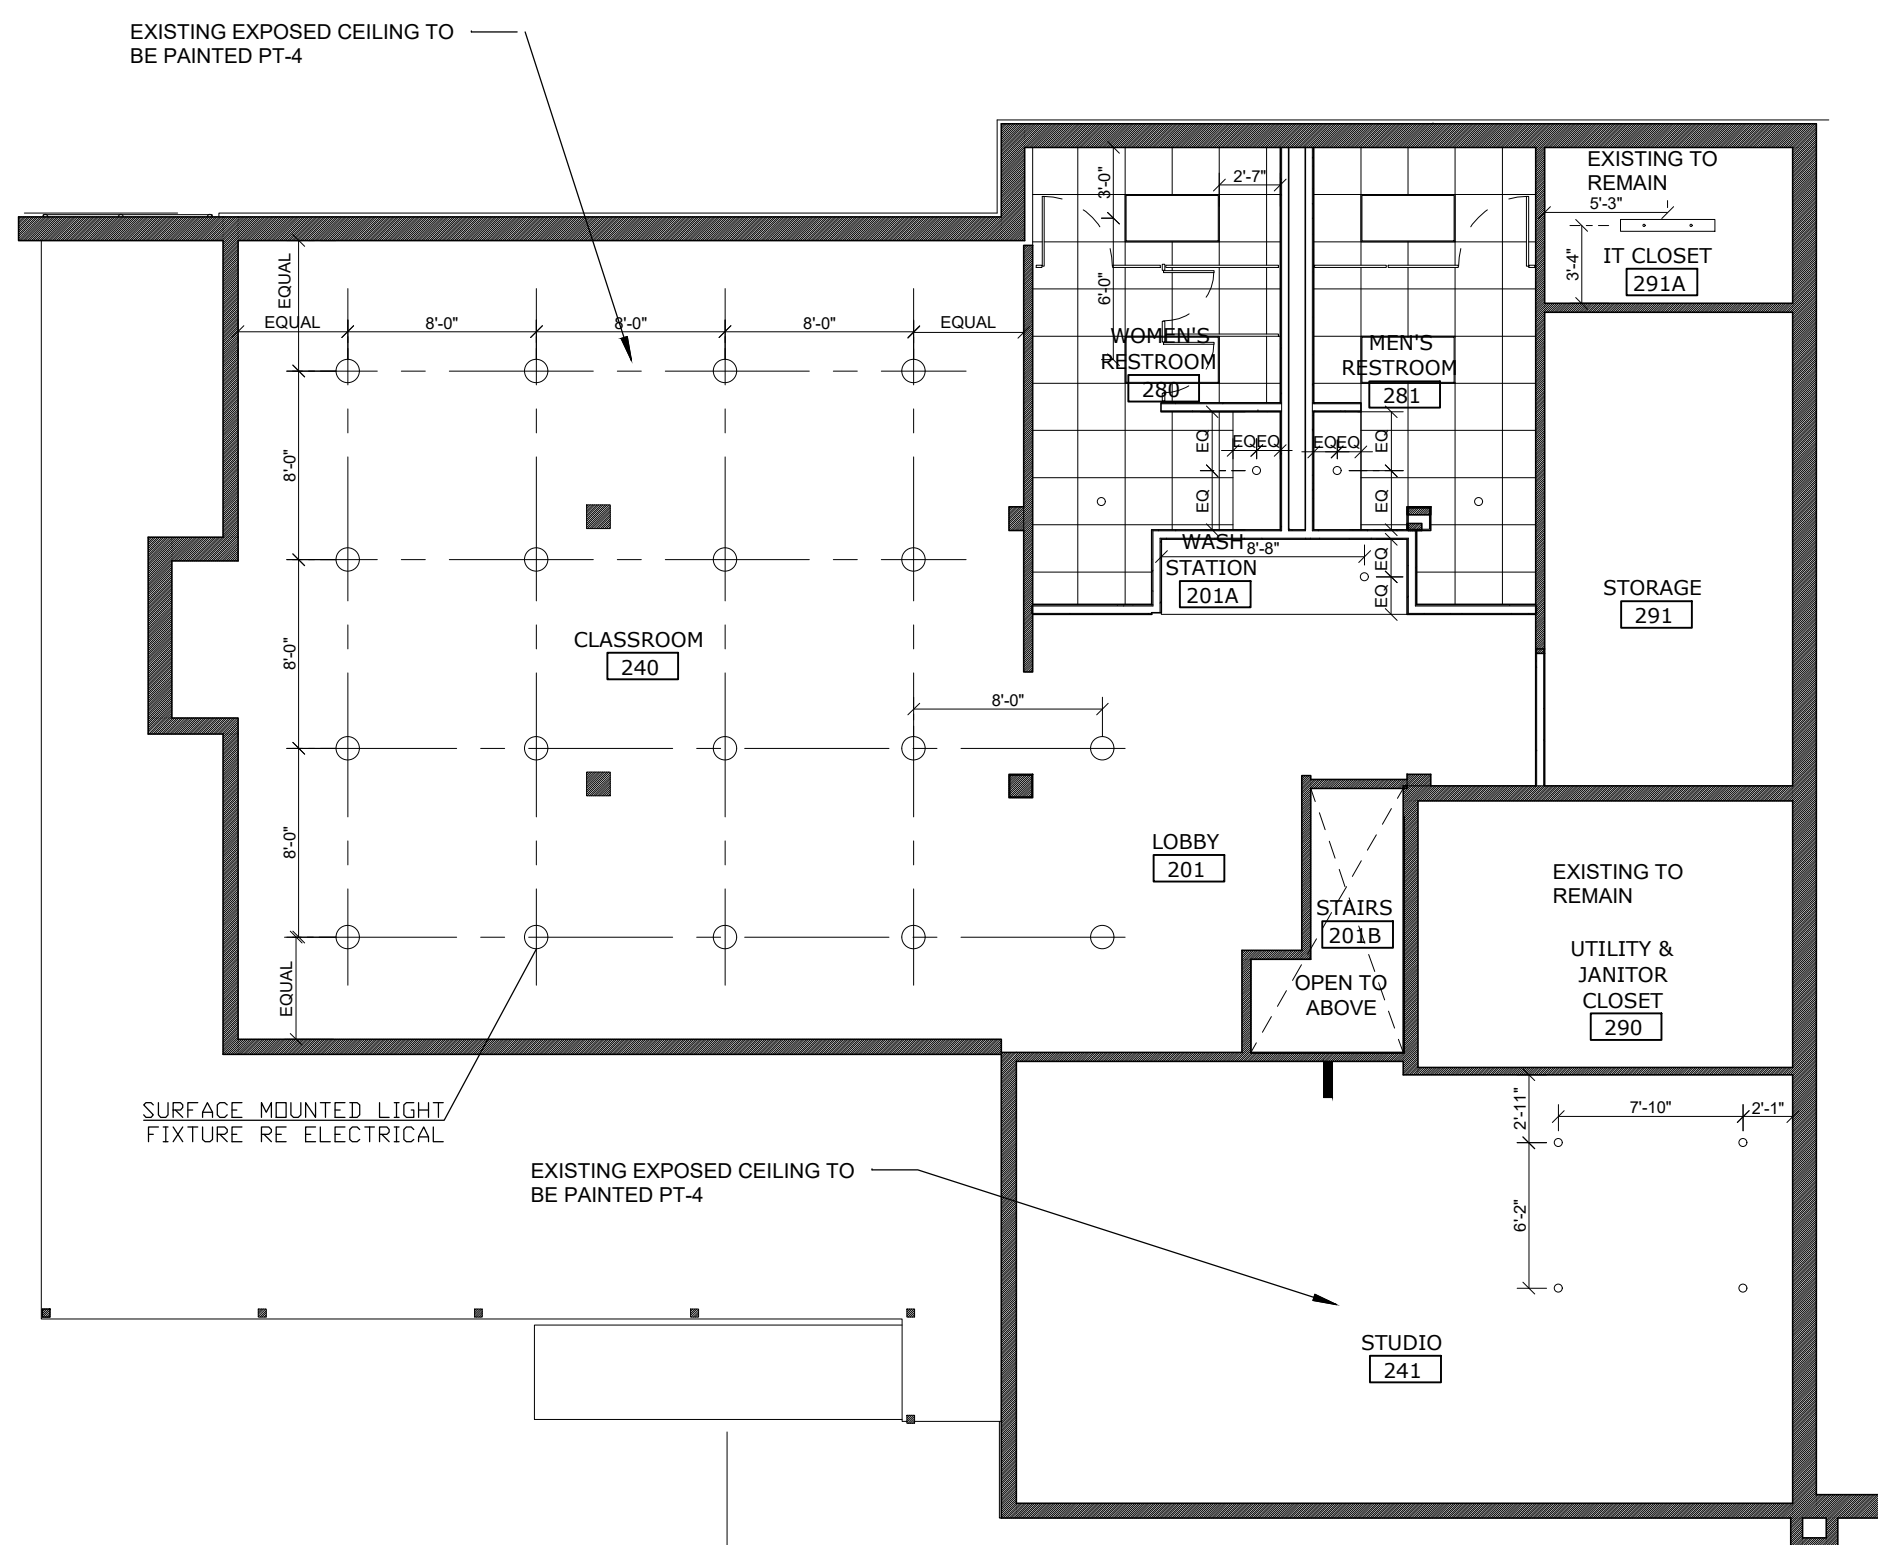 EXISTING EXPOSED CEILING TO
BE PAINTED PT-4
EXISTING TO
REMAIN
5'-3"
3'-4"
IT CLOSET
291A
3'-0"
2'-7"
6'-0"
WOMEN'S
RESTROOM
280
MEN'S
RESTROOM
281
EQUAL
EQUAL
8'-0"
8'-0"
8'-0"
EQUAL
EQ
EQ
EQ
EQ
EQ
EQ
EQ
EQ
8'-0"
WASH
STATION
201A
8'-8"
EQ
EQ
STORAGE
291
CLASSROOM
240
8'-0"
8'-0"
8'-0"
LOBBY
201
STAIRS
201B
OPEN TO
ABOVE
EXISTING TO
REMAIN
UTILITY &
JANITOR
CLOSET
290
EQUAL
SURFACE MOUNTED LIGHT
FIXTURE RE ELECTRICAL
2'-11"
7'-10"
2'-1"
6'-2"
EXISTING EXPOSED CEILING TO
BE PAINTED PT-4
STUDIO
241